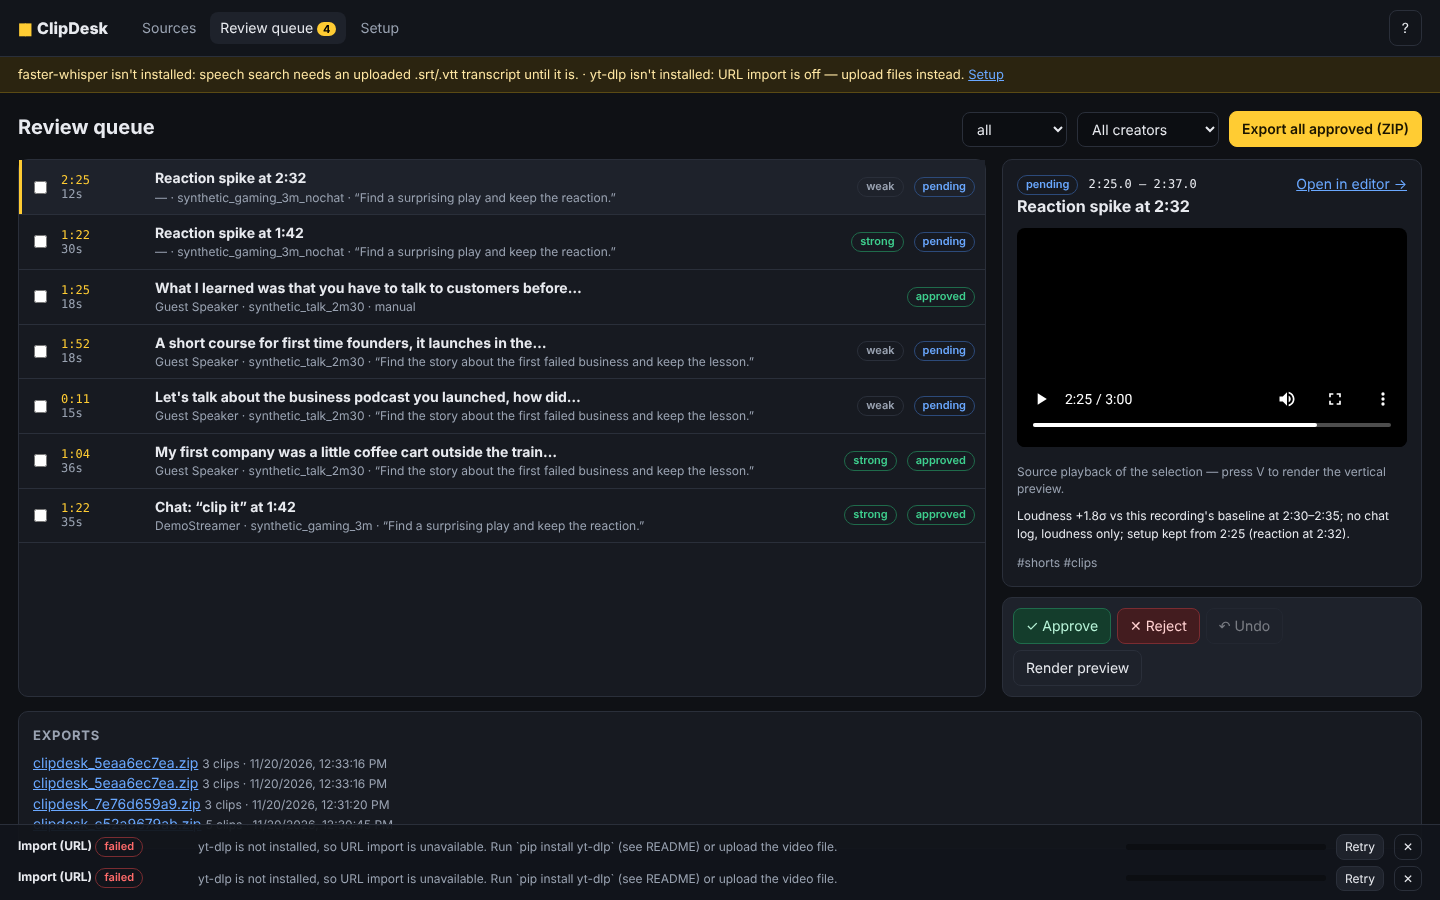 ClipDesk
Sources
Review queue 4
Setup
?
faster-whisper isn't installed: speech search needs an uploaded .srt/.vtt transcript until it is. · yt-dlp isn't installed: URL import is off — upload files instead. Setup
Review queue
all
All creators
Export all approved (ZIP)
2:25
12s
Reaction spike at 2:32
— · synthetic_gaming_3m_nochat · “Find a surprising play and keep the reaction.”
weak
pending
1:22
30s
Reaction spike at 1:42
— · synthetic_gaming_3m_nochat · “Find a surprising play and keep the reaction.”
strong
pending
1:25
18s
What I learned was that you have to talk to customers before…
Guest Speaker · synthetic_talk_2m30 · manual
approved
1:52
18s
A short course for first time founders, it launches in the…
Guest Speaker · synthetic_talk_2m30 · “Find the story about the first failed business and keep the lesson.”
weak
pending
0:11
15s
Let's talk about the business podcast you launched, how did…
Guest Speaker · synthetic_talk_2m30 · “Find the story about the first failed business and keep the lesson.”
weak
pending
1:04
36s
My first company was a little coffee cart outside the train…
Guest Speaker · synthetic_talk_2m30 · “Find the story about the first failed business and keep the lesson.”
strong
approved
1:22
35s
Chat: “clip it” at 1:42
DemoStreamer · synthetic_gaming_3m · “Find a surprising play and keep the reaction.”
strong
approved
pending 2:25.0 – 2:37.0
Open in editor →
Reaction spike at 2:32
2:25 / 3:00
Source playback of the selection — press V to render the vertical
preview.
Loudness +1.8σ vs this recording's baseline at 2:30–2:35; no chat
log, loudness only; setup kept from 2:25 (reaction at 2:32).
#shorts #clips
✓ Approve
✕ Reject
↶ Undo
Render preview
EXPORTS
clipdesk_5eaa6ec7ea.zip 3 clips · 11/20/2026, 12:33:16 PM
clipdesk_5eaa6ec7ea.zip 3 clips · 11/20/2026, 12:33:16 PM
clipdesk_7e76d659a9.zip 3 clips · 11/20/2026, 12:31:20 PM
Import (URL) failed
yt-dlp is not installed, so URL import is unavailable. Run `pip install yt-dlp` (see README) or upload the video file.
Retry
✕
Import (URL) failed
yt-dlp is not installed, so URL import is unavailable. Run `pip install yt-dlp` (see README) or upload the video file.
Retry
✕